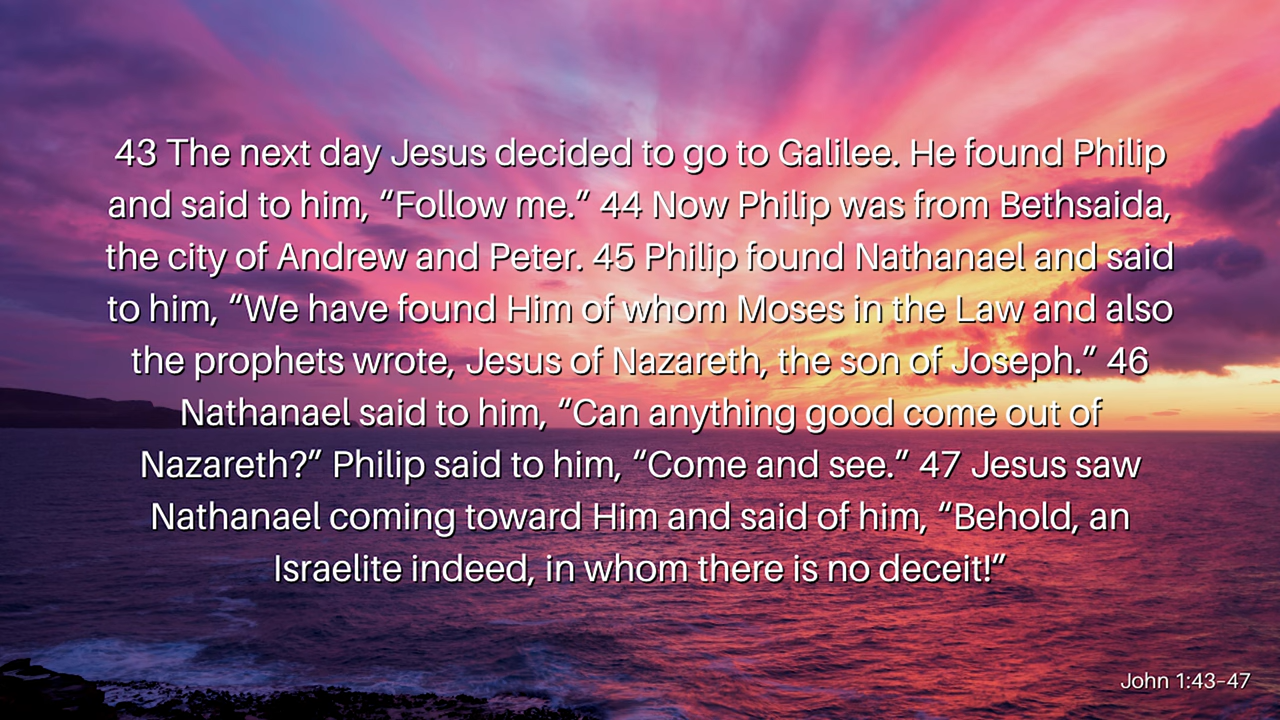 43 The next day Jesus decided to go to Galilee. He found Philip
and said to him, “Follow me.” 44 Now Philip was from Bethsaida,
the city of Andrew and Peter. 45 Philip found Nathanael and said
to him, “We have found Him of whom Moses in the Law and also
the prophets wrote, Jesus of Nazareth, the son of Joseph.” 46
Nathanael said to him, “Can anything good come out of
Nazareth?” Philip said to him, “Come and see.” 47 Jesus saw
Nathanael coming toward Him and said of him, “Behold, an
Israelite indeed, in whom there is no deceit!”
John 1:43–47